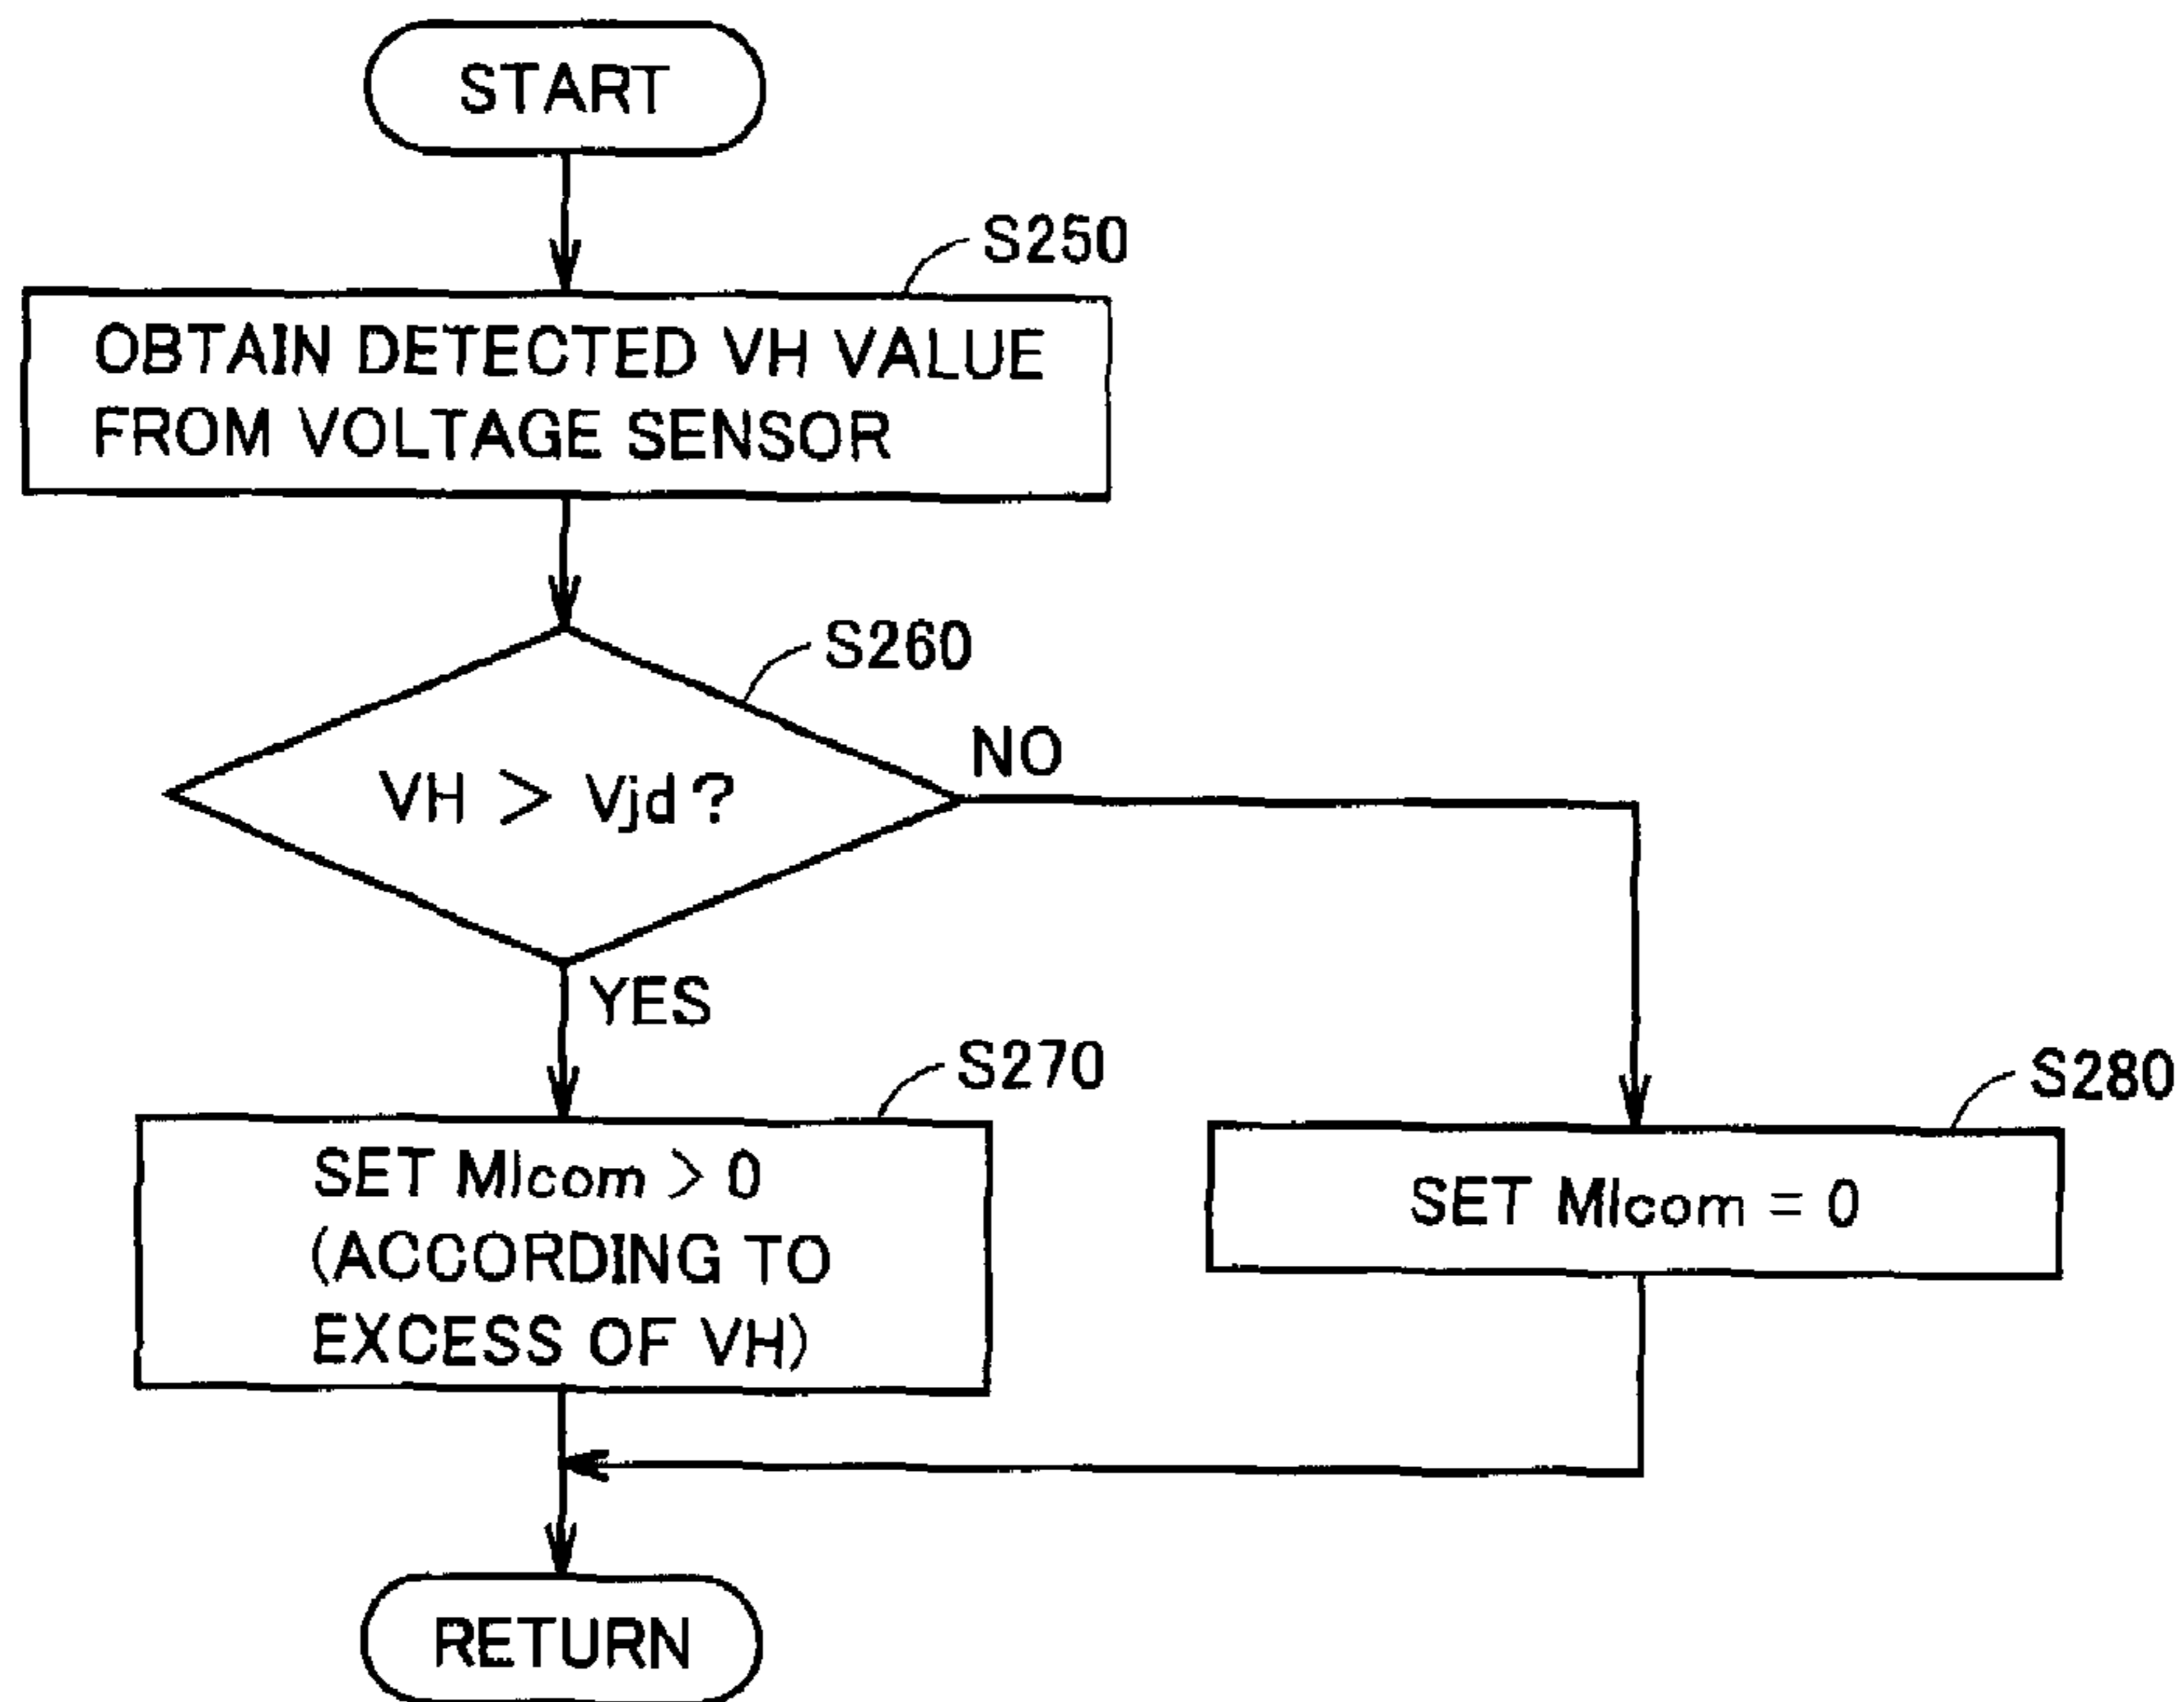 START
S250
OBTAIN DETECTED VH VALUE
FROM VOLTAGE SENSOR
S260
VH > Vjd?
NO
YES
S270
SET MIcom > 0
(ACCORDING TO
EXCESS OF VH)
S280
SET MIcom = 0
RETURN